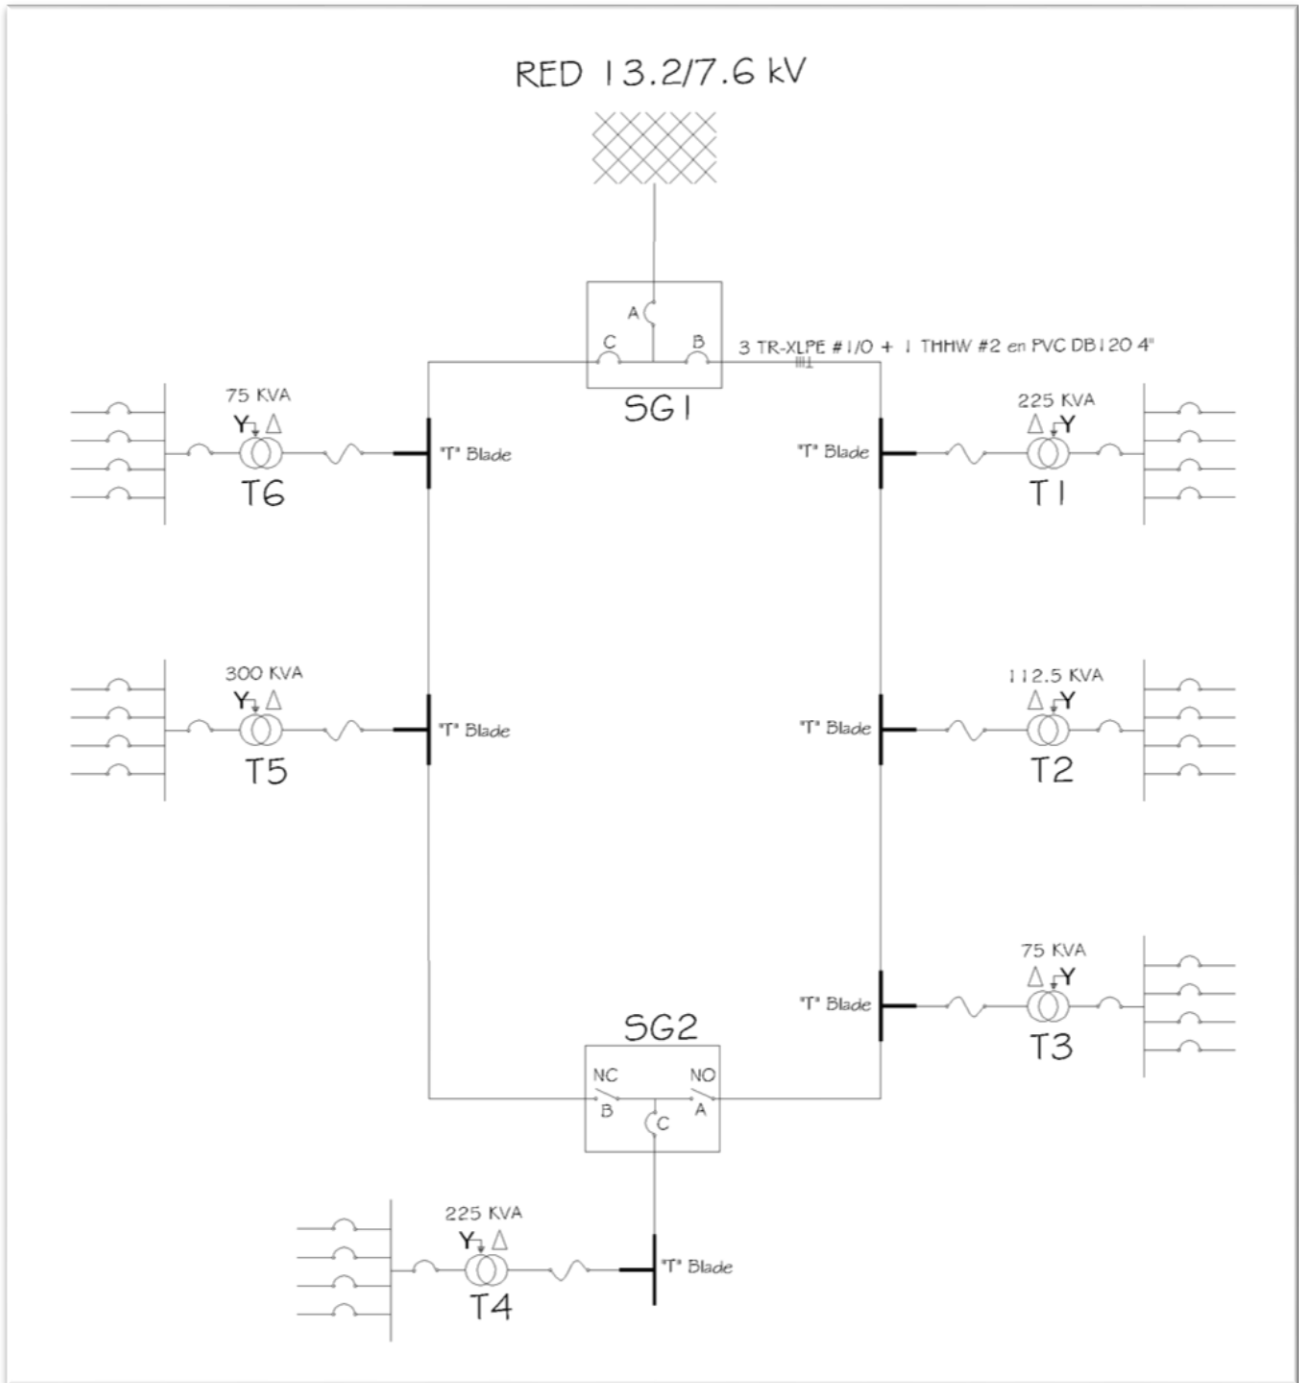 RED 13.2/7.6 kV
A
C
B
3 TR-XLPE #1/0 + 1 THHW #2 en PVC DB120 4"
SG1
75 KVA
Y Δ
"T" Blade
T6
225 KVA
Δ Y
"T" Blade
T1
300 KVA
Y Δ
"T" Blade
T5
112.5 KVA
Δ Y
"T" Blade
T2
75 KVA
Δ Y
"T" Blade
T3
SG2
NC
NO
B
A
C
225 KVA
Y Δ
"T" Blade
T4